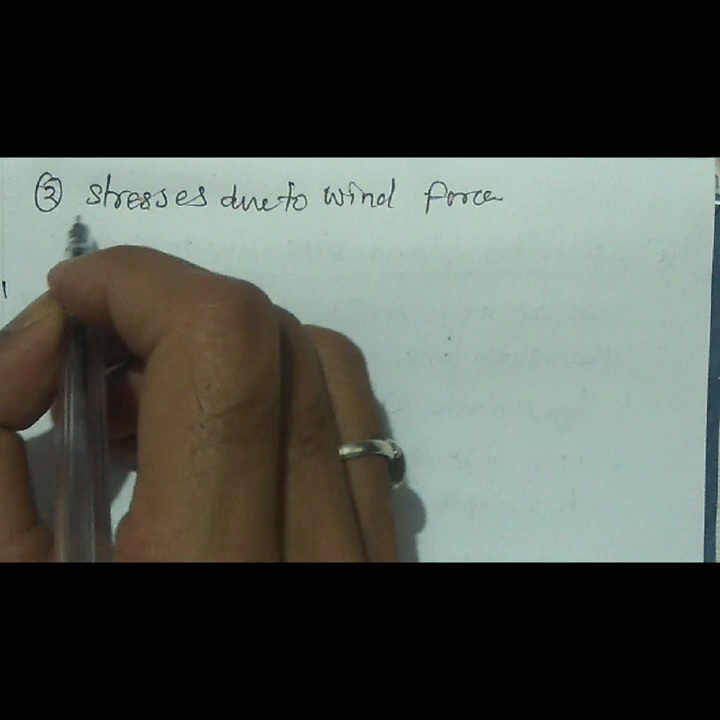 ③ stresses due to wind force